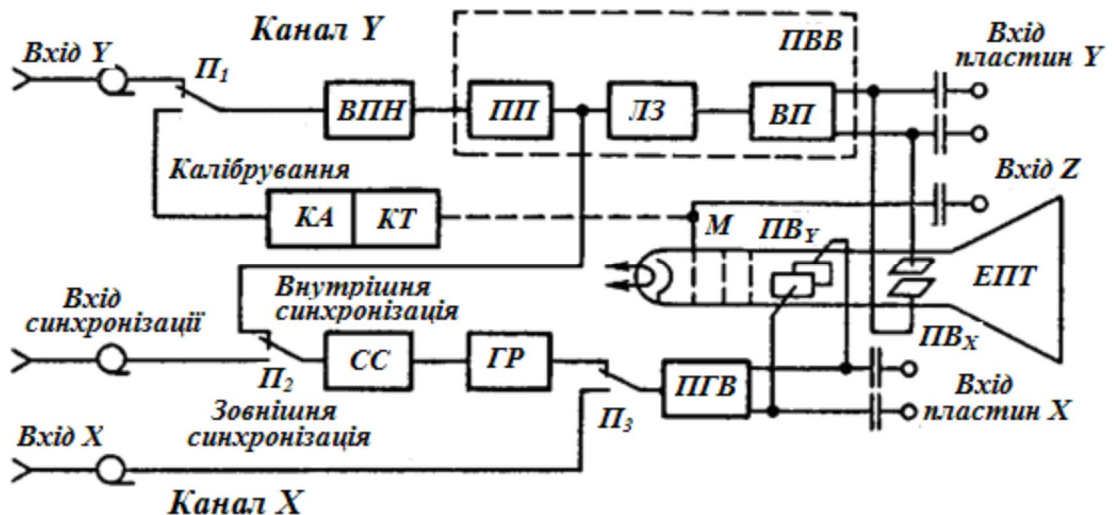 Канал Y
Вхід Y
П1
ВПН
ПП
ЛЗ
ВП
ПВВ
Вхід
пластин Y
Калібрування
КА
КТ
Вхід Z
М
ПВY
ЕПТ
ПВX
Внутрішня
синхронізація
Вхід
синхронізації
П2
СС
ГР
П3
ПГВ
Вхід
пластин X
Зовнішня
синхронізація
Вхід X
Канал X